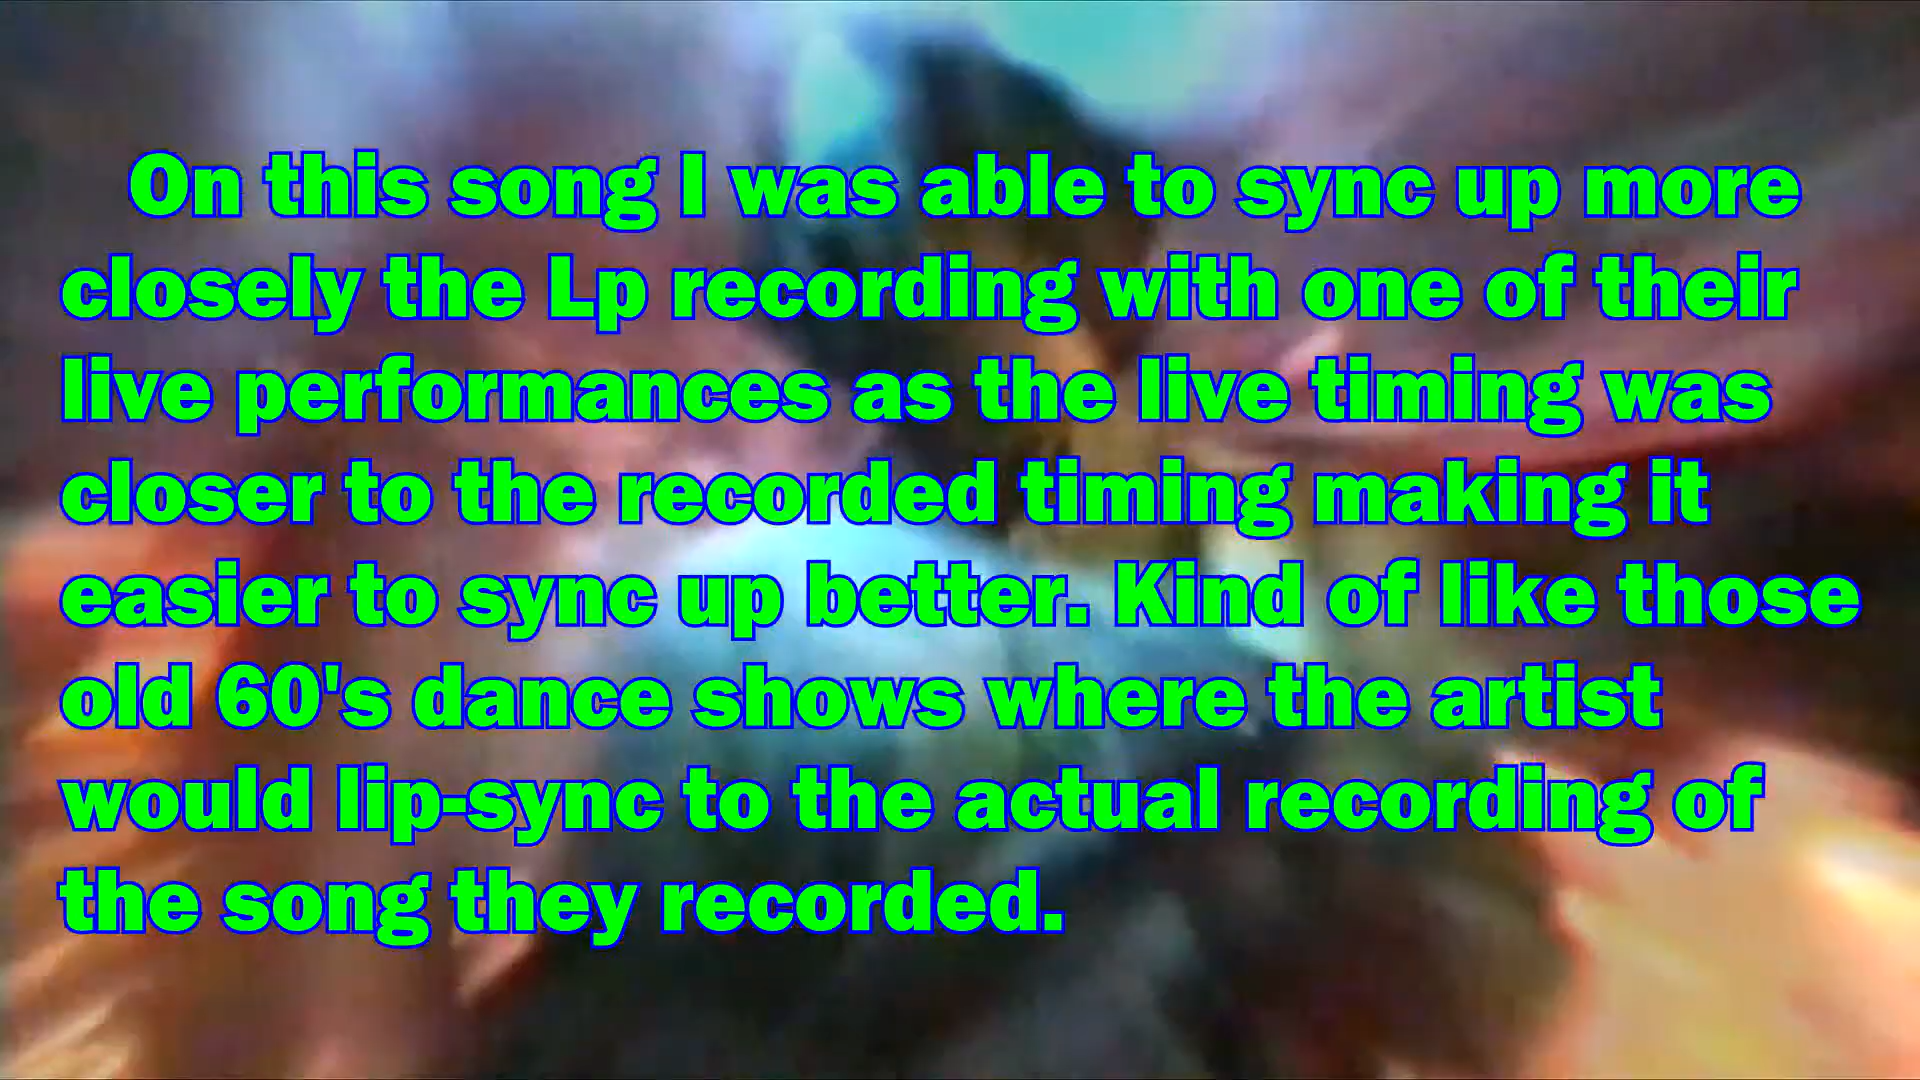 On this song I was able to sync up more
closely the Lp recording with one of their
live performances as the live timing was
closer to the recorded timing making it
easier to sync up better. Kind of like those
old 60's dance shows where the artist
would lip-sync to the actual recording of
the song they recorded.